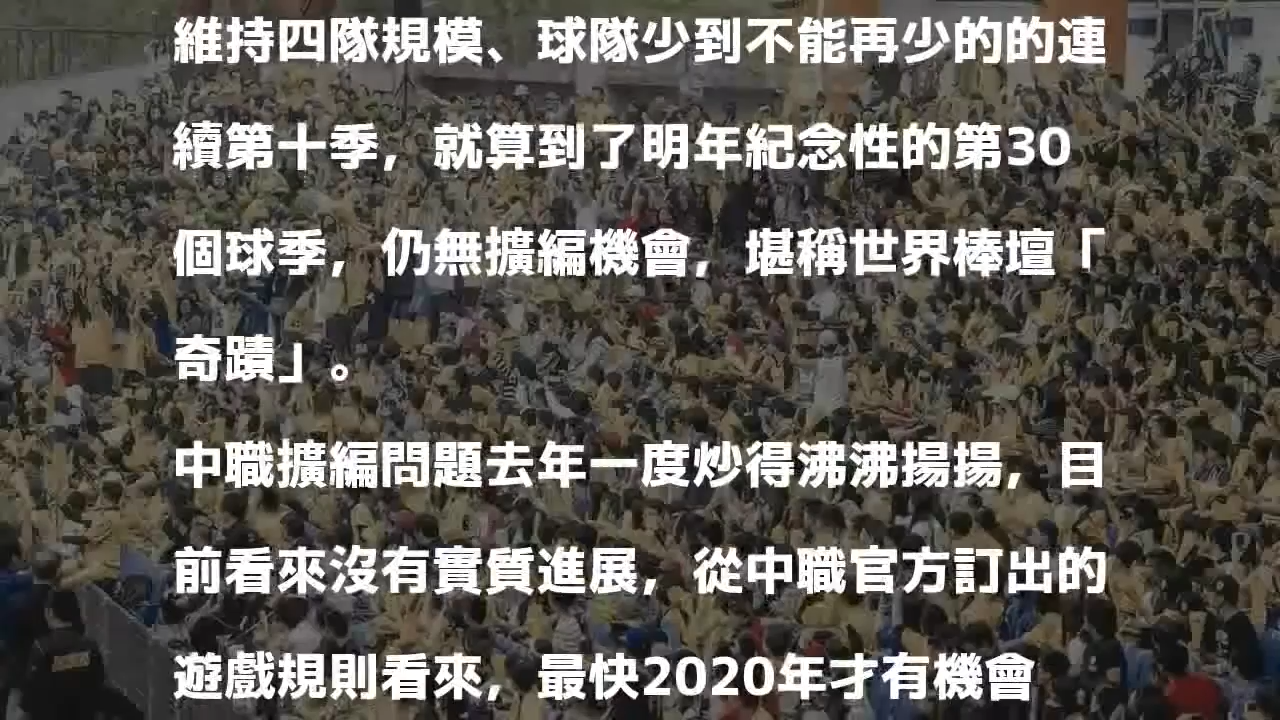 維持四隊規模、球隊少到不能再少的的連
續第十季，就算到了明年紀念性的第30
個球季，仍無擴編機會，堪稱世界棒壇「
奇蹟」。
中職擴編問題去年一度炒得沸沸揚揚，目
前看來沒有實質進展，從中職官方訂出的
遊戲規則看來，最快2020年才有機會